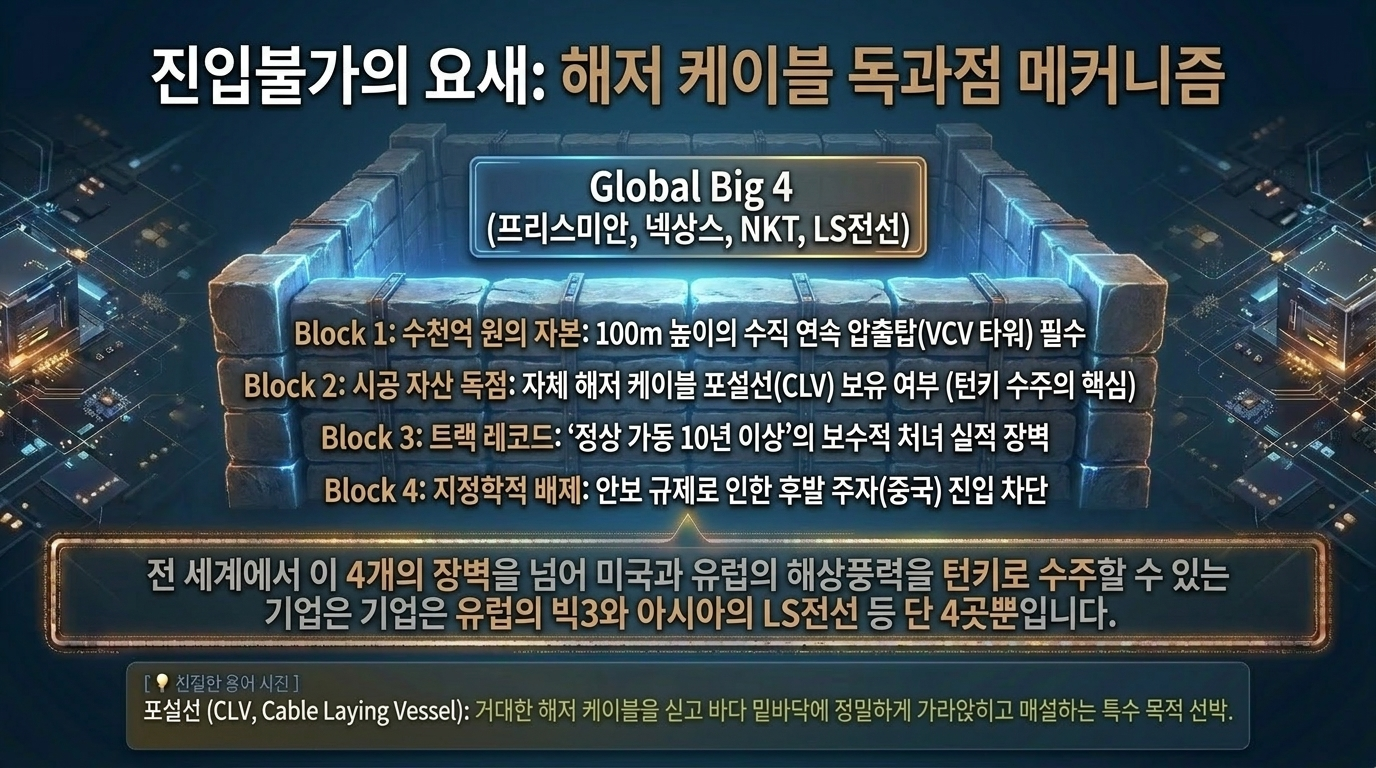 진입불가의 요새: 해저 케이블 독과점 메커니즘
Global Big 4
(프리스미안, 넥상스, NKT, LS전선)
Block 1: 수천억 원의 자본: 100m 높이의 수직 연속 압출탑(VCV 타워) 필수
Block 2: 시공 자산 독점: 자체 해저 케이블 포설선(CLV) 보유 여부 (턴키 수주의 핵심)
Block 3: 트랙 레코드: ‘정상 가동 10년 이상’의 보수적 처녀 실적 장벽
Block 4: 지정학적 배제: 안보 규제로 인한 후발 주자(중국) 진입 차단
전 세계에서 이 4개의 장벽을 넘어 미국과 유럽의 해상풍력을 턴키로 수주할 수 있는
기업은 기업은 유럽의 빅3와 아시아의 LS전선 등 단 4곳뿐입니다.
[ 💡 친절한 용어 ]
포설선 (CLV, Cable Laying Vessel): 거대한 해저 케이블을 싣고 바다 밑바닥에 정밀하게 가라앉히고 매설하는 특수 목적 선박.